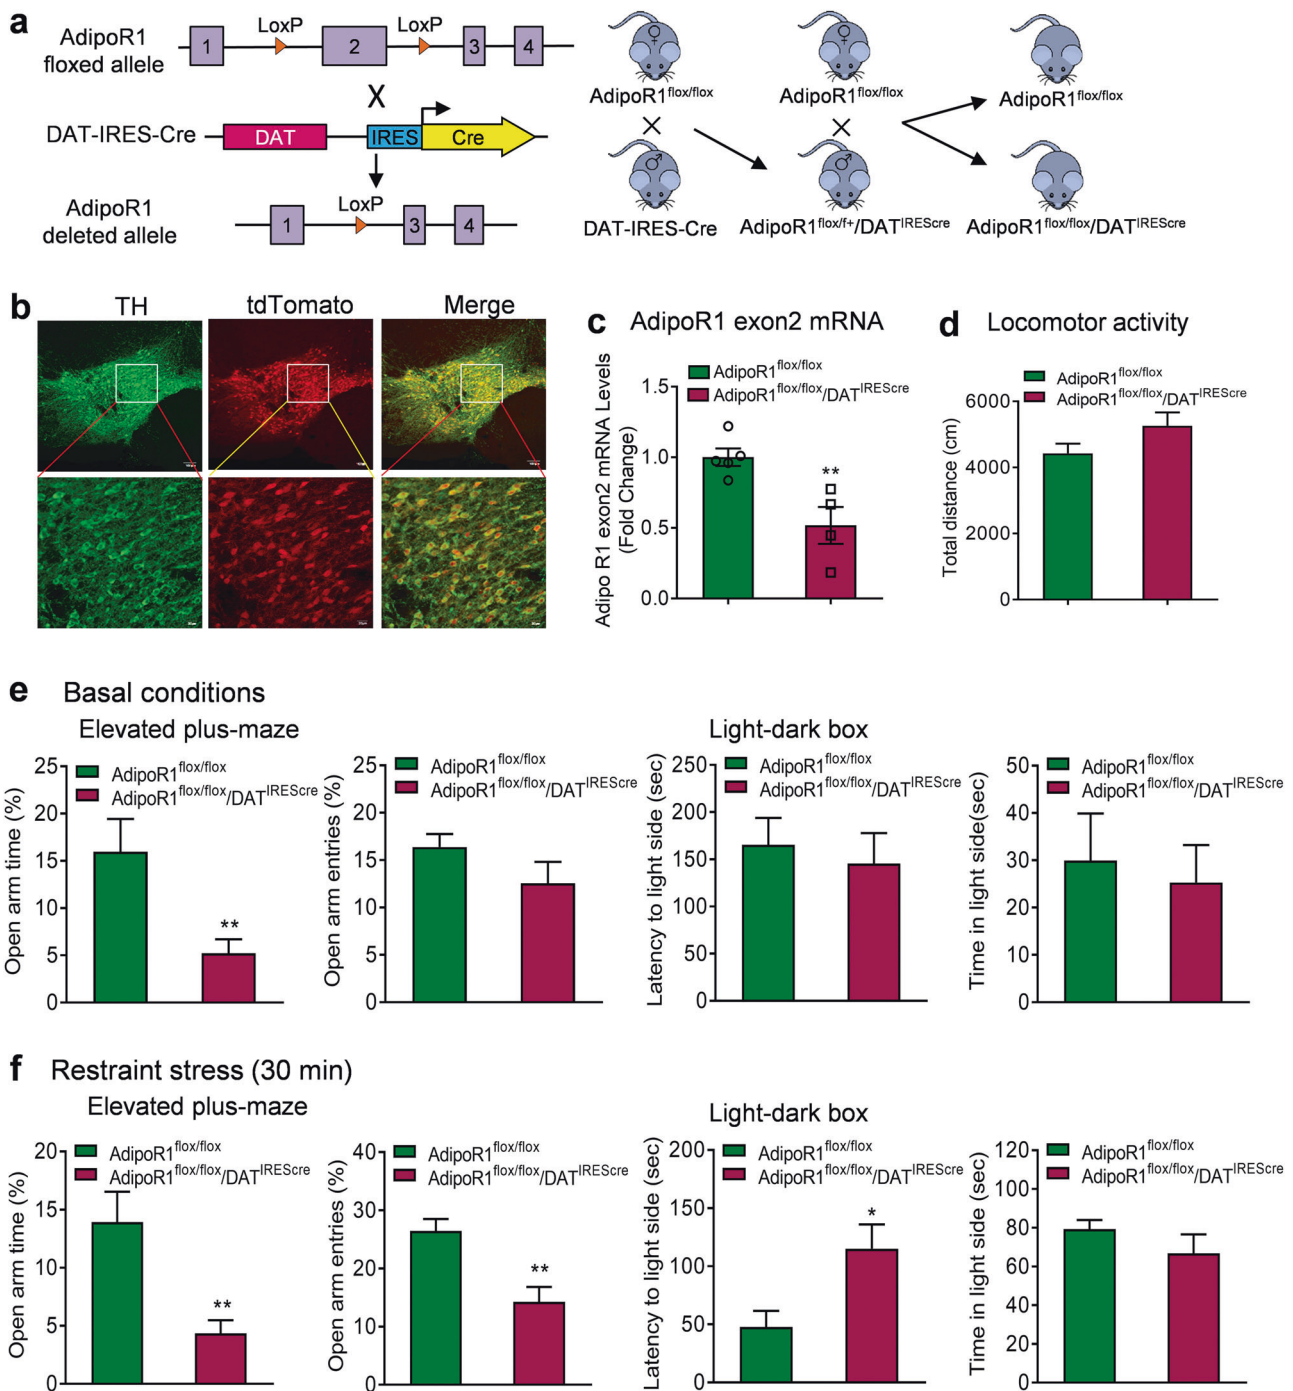 a
AdipoR1
floxed allele
LoxP
LoxP
1
2
3
4
X
DAT-IRES-Cre
DAT
IRES
Cre
AdipoR1
deleted allele
LoxP
1
3
4
♀
♀
AdipoR1flox/flox
AdipoR1flox/flox
AdipoR1flox/flox
×
×
♂
♂
DAT-IRES-Cre
AdipoR1flox/f+/DATIREScre
AdipoR1flox/flox/DATIREScre
b
TH
tdTomato
Merge
c
AdipoR1 exon2 mRNA
Adipo R1 exon2 mRNA Levels
(Fold Change)
AdipoR1flox/flox
AdipoR1flox/flox/DATIREScre
1.5
1.0
0.5
0.0
**
d
Locomotor activity
Total distance (cm)
AdipoR1flox/flox
AdipoR1flox/flox/DATIREScre
6000
4000
2000
0
e
Basal conditions
Elevated plus-maze
Light-dark box
Open arm time (%)
AdipoR1flox/flox
AdipoR1flox/flox/DATIREScre
25
20
15
10
5
0
**
Open arm entries (%)
AdipoR1flox/flox
AdipoR1flox/flox/DATIREScre
25
20
15
10
5
0
Latency to light side (sec)
AdipoR1flox/flox
AdipoR1flox/flox/DATIREScre
250
200
150
100
50
0
Time in light side(sec)
AdipoR1flox/flox
AdipoR1flox/flox/DATIREScre
50
40
30
20
10
0
f
Restraint stress (30 min)
Elevated plus-maze
Light-dark box
Open arm time (%)
AdipoR1flox/flox
AdipoR1flox/flox/DATIREScre
20
15
10
5
0
**
Open arm entries (%)
AdipoR1flox/flox
AdipoR1flox/flox/DATIREScre
40
30
20
10
0
**
Latency to light side (sec)
AdipoR1flox/flox
AdipoR1flox/flox/DATIREScre
200
150
100
50
0
*
Time in light side (sec)
AdipoR1flox/flox
AdipoR1flox/flox/DATIREScre
120
100
80
60
40
20
0